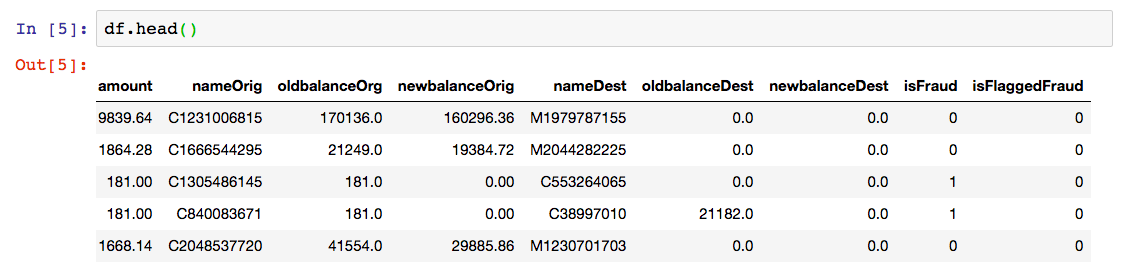 In [5]: df.head()
Out[5]:
amount nameOrig oldbalanceOrg newbalanceOrig nameDest oldbalanceDest newbalanceDest isFraud isFlaggedFraud
9839.64 C1231006815 170136.0 160296.36 M1979787155 0.0 0.0 0 0
1864.28 C1666544295 21249.0 19384.72 M2044282225 0.0 0.0 0 0
181.00 C1305486145 181.0 0.00 C553264065 0.0 0.0 1 0
181.00 C840083671 181.0 0.00 C38997010 21182.0 0.0 1 0
1668.14 C2048537720 41554.0 29885.86 M1230701703 0.0 0.0 0 0